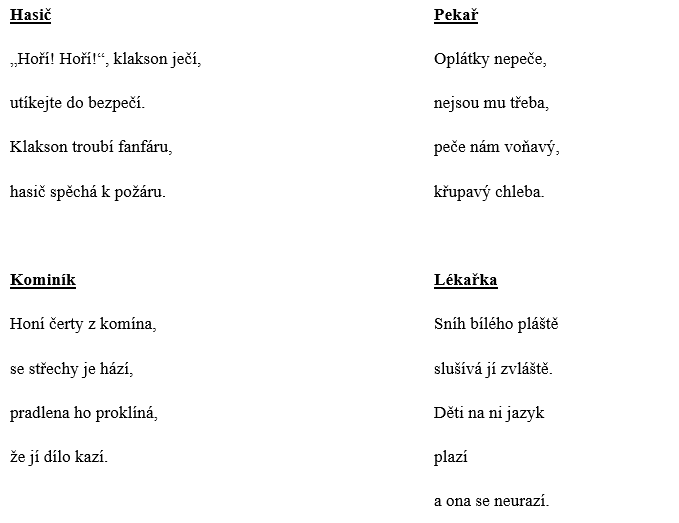 Hasič
„Hoří! Hoří!“, klakson ječí,
utíkejte do bezpečí.
Klakson troubí fanfáru,
hasič spěchá k požáru.
Pekař
Oplátky nepeče,
nejsou mu třeba,
peče nám voňavý,
křupavý chleba.
Kominík
Honí čerty z komína,
se střechy je hází,
pradlena ho proklíná,
že jí dílo kazí.
Lékařka
Sníh bílého pláště
slušívá jí zvláště.
Děti na ni jazyk
plazí
a ona se neurazí.